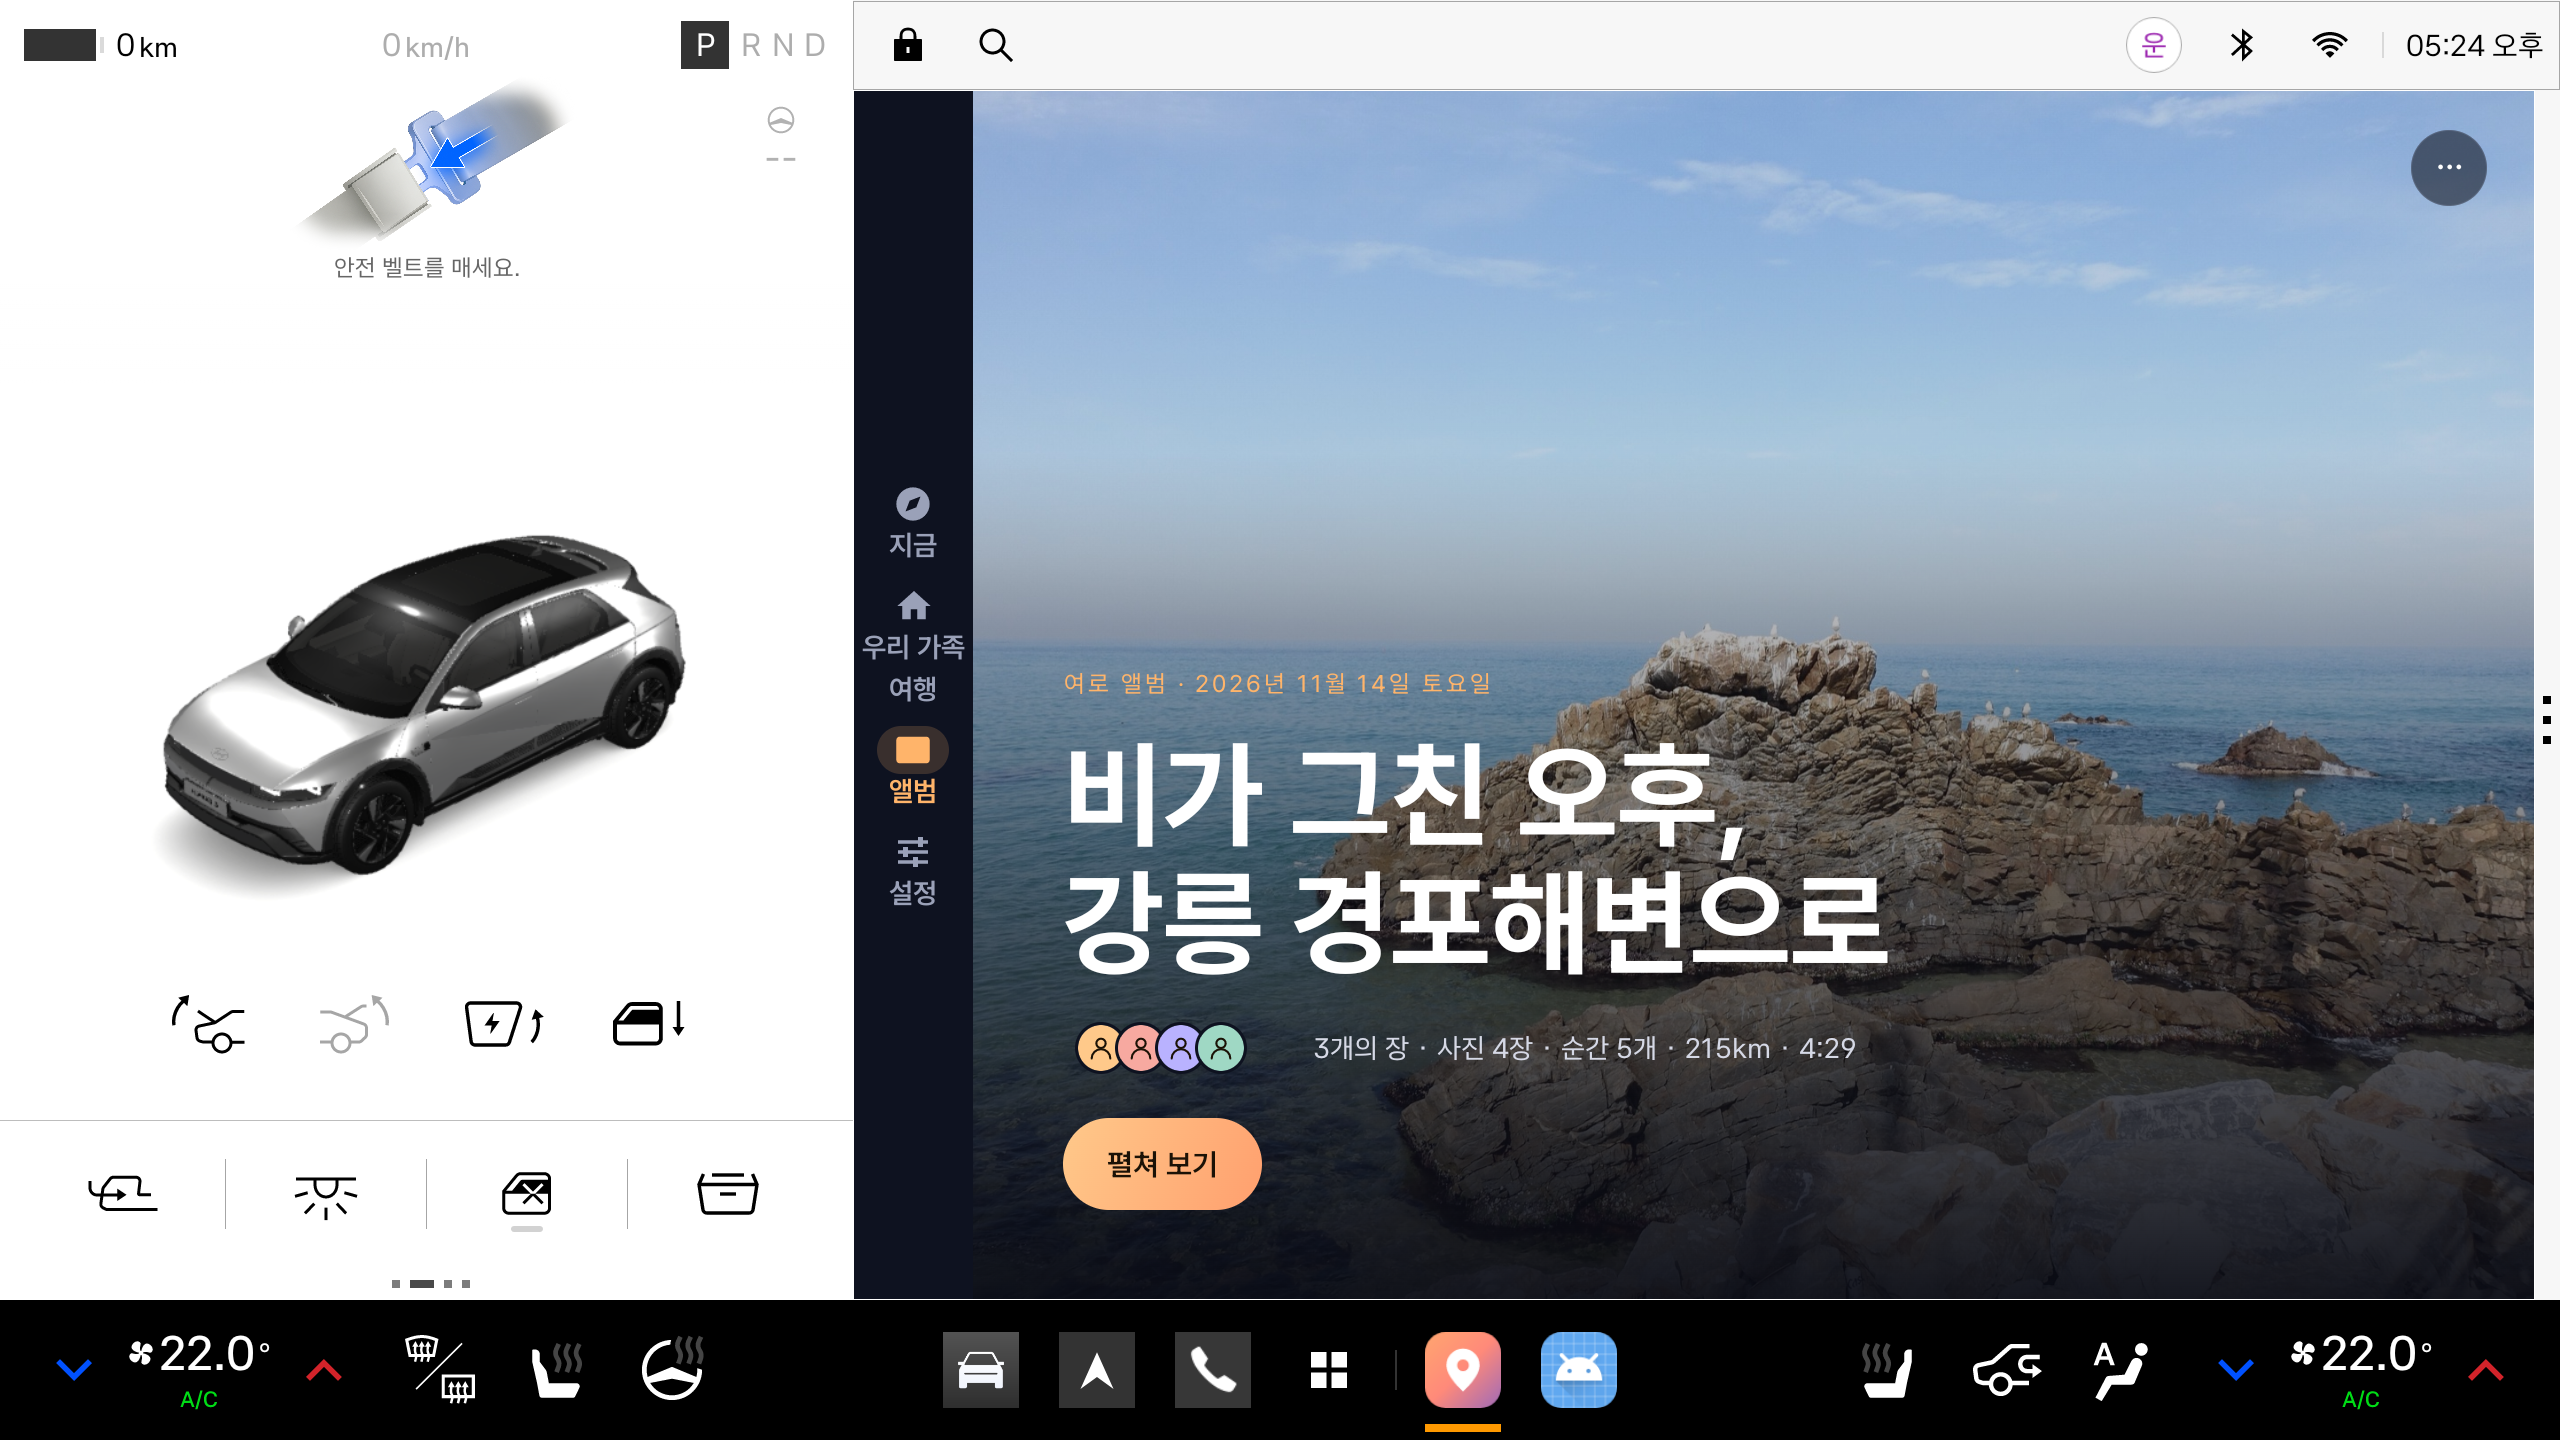 0 km
0 km/h
P R N D
안전 벨트를 매세요.
운
05:24 오후
지금
우리 가족
여행
앨범
설정
여로 앨범 · 2026년 11월 14일 토요일
비가 그친 오후,
강릉 경포해변으로
3개의 장 · 사진 4장 · 순간 5개 · 215km · 4:29
펼쳐 보기
22.0°
A/C
A
22.0°
A/C